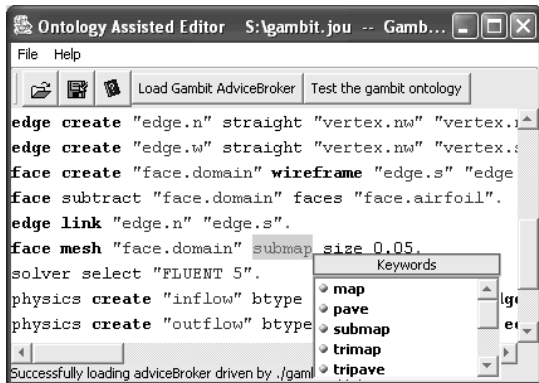 Ontology Assisted Editor S:\gambit.jou -- Gamb...
File Help
Load Gambit AdviceBroker Test the gambit ontology
edge create "edge.n" straight "vertex.nw" "vertex.
edge create "edge.w" straight "vertex.nw" "vertex.
face create "face.domain" wireframe "edge.s" "edge
face subtract "face.domain" faces "face.airfoil".
edge link "edge.n" "edge.s".
face mesh "face.domain" submap size 0.05.
solver select "FLUENT 5".
physics create "inflow" btype
physics create "outflow" btype
Keywords
map
pave
submap
trimap
tripave
Successfully loading adviceBroker driven by ./gaml